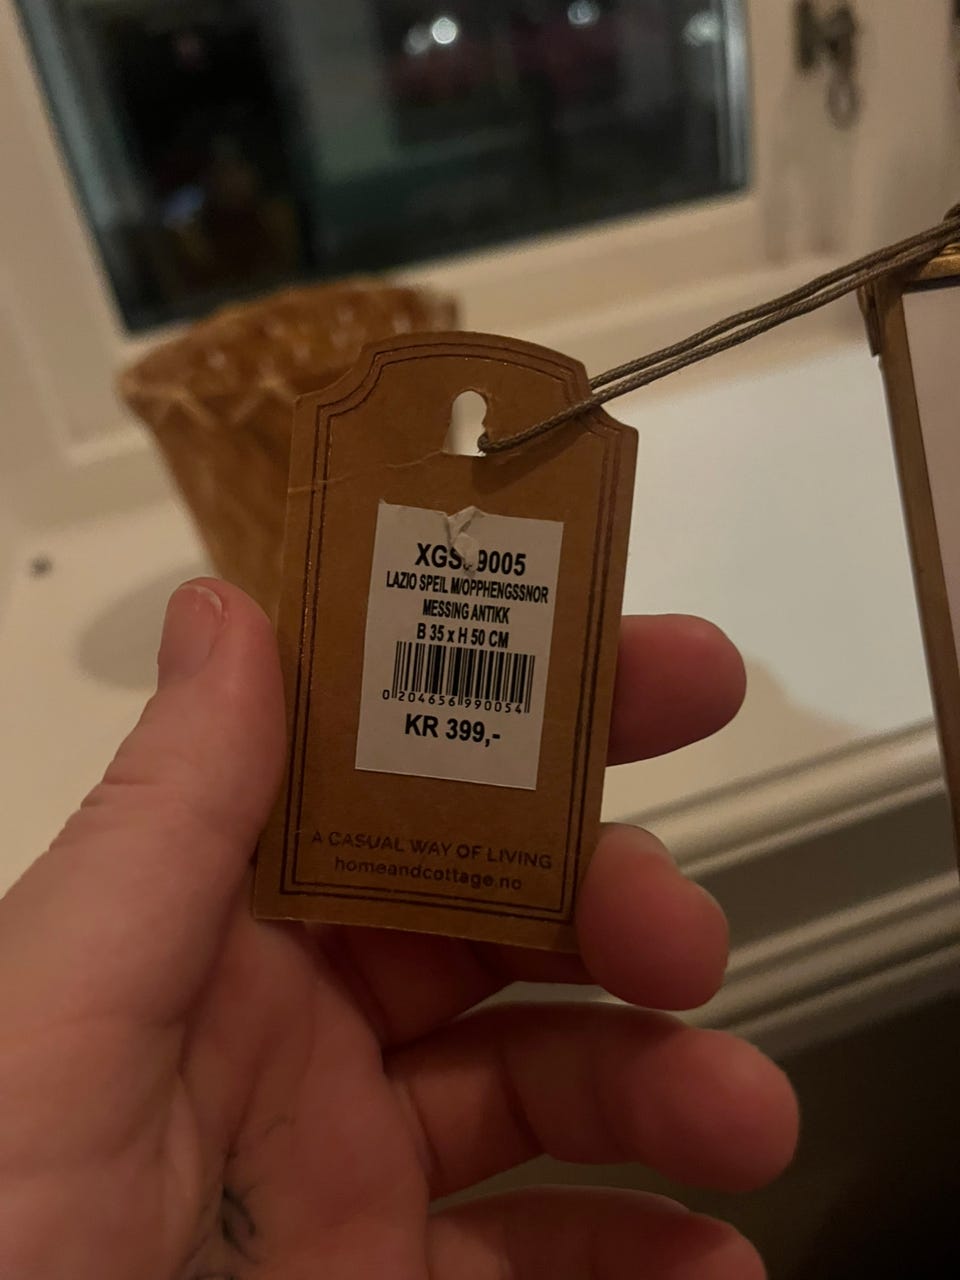 LAZIO SPEIL M/OPPHENGSSNOR
MESSING ANTIKK
B 35 x H 50 CM
0 204656 990054
KR 399,-
A CASUAL WAY OF LIVING
homeandcottage.no